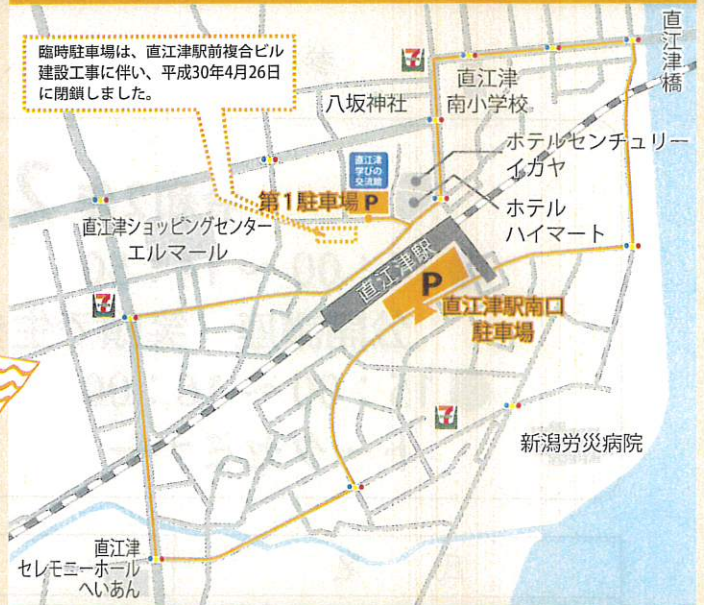 臨時駐車場は、直江津駅前複合ビル
建設工事に伴い、平成30年4月26日
に閉鎖しました。
直江津橋
7
八坂神社
直江津
南小学校
ホテルセンチュリー
イカヤ
直江津
学びの
交流館
第1駐車場 P
ホテル
ハイマート
直江津ショッピングセンター
エルマール
直江津駅
P
直江津駅南口
駐車場
7
7
新潟労災病院
直江津
セレモニーホール
へいあん